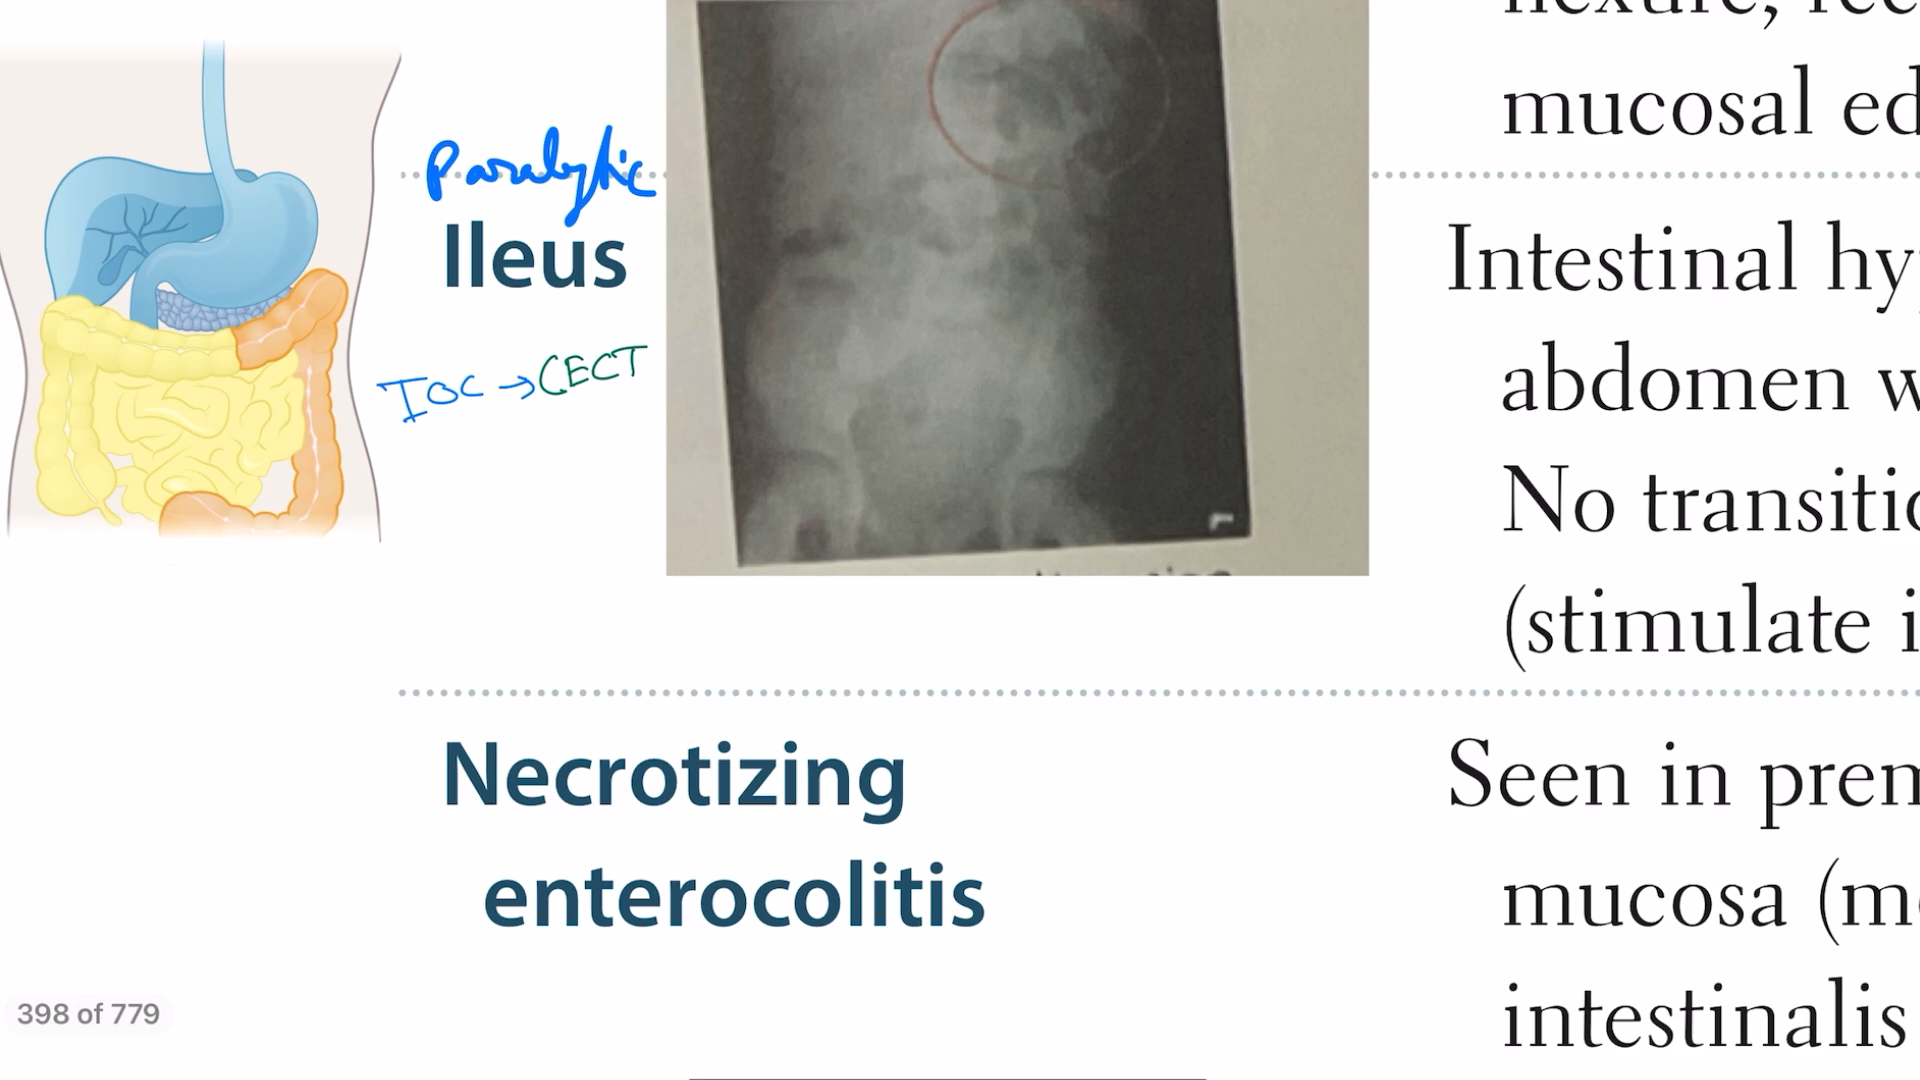 mucosal ed
Paralytic
Ileus
IOC → CECT
Intestinal hy
abdomen w
No transitio
(stimulate i
Necrotizing
enterocolitis
Seen in prem
mucosa (m
intestinalis
398 of 779